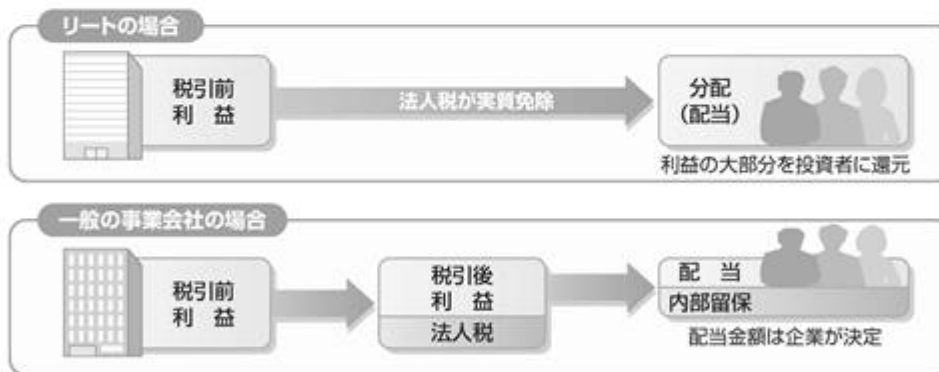 リートの場合
税引前
利 益
法人税が実質免除
分配
(配当)
利益の大部分を投資者に還元
一般の事業会社の場合
税引前
利 益
税引後
利 益
法人税
配 当
内部留保
配当金額は企業が決定